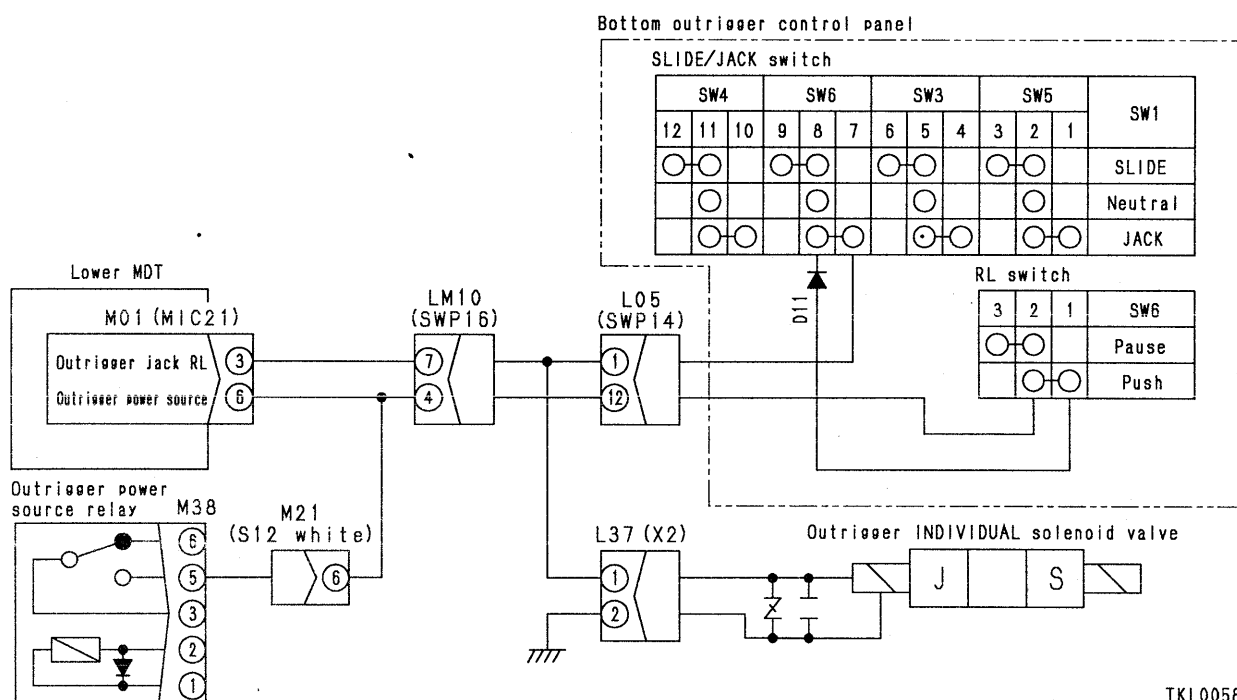 Bottom outrigger control panel
SLIDE/JACK switch
SW4 SW6 SW3 SW5 SW1
12 11 10 9 8 7 6 5 4 3 2 1
SLIDE
Neutral
JACK
RL switch
3 2 1 SW6
Pause
Push
D11
Lower MDT
M01 (MIC21)
Outrigger jack RL 3
Outrigger power source 6
LM10
(SWP16)
7
4
L05
(SWP14)
1
12
Outrigger power
source relay M38
6
5
3
2
1
M21
(S12 white)
6
L37 (X2)
1
2
Outrigger INDIVIDUAL solenoid valve
J S
TKL0058